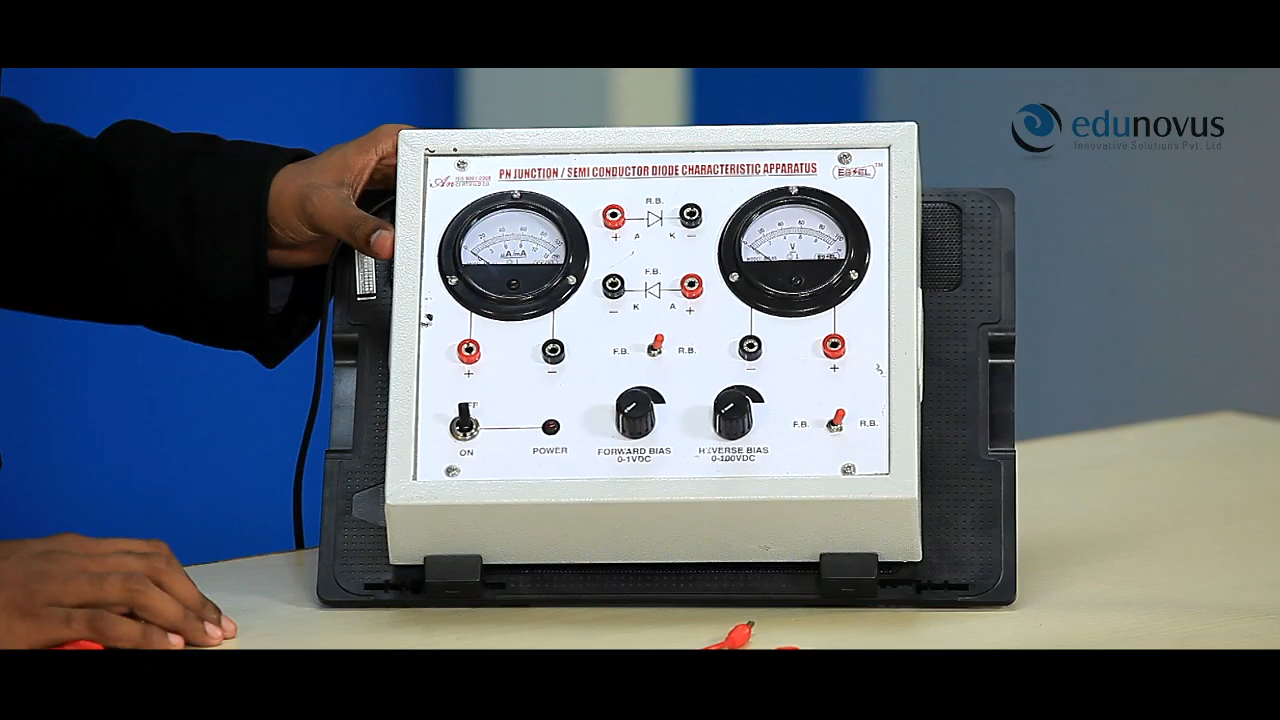 edunovus
Innovative Solutions Pvt. Ltd
PN JUNCTION / SEMI CONDUCTOR DIODE CHARACTERISTIC APPARATUS
ESSEL TM
R.B.
+ A K −
F.B.
− K A +
V
F.B. R.B.
+ − − +
ON
POWER
FORWARD BIAS
0-1VDC
REVERSE BIAS
0-100VDC
F.B. R.B.